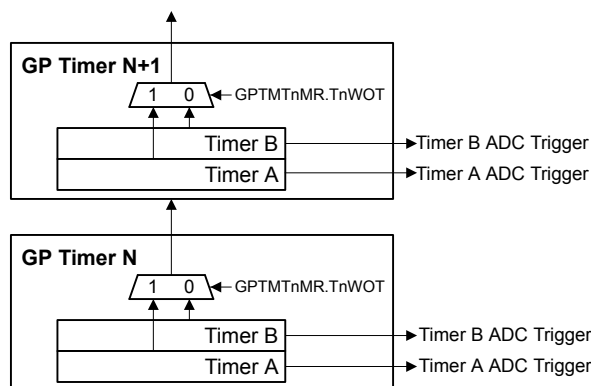 GP Timer N+1
1 0
GPTMTnMR.TnWOT
Timer B
Timer B ADC Trigger
Timer A
Timer A ADC Trigger
GP Timer N
1 0
GPTMTnMR.TnWOT
Timer B
Timer B ADC Trigger
Timer A
Timer A ADC Trigger